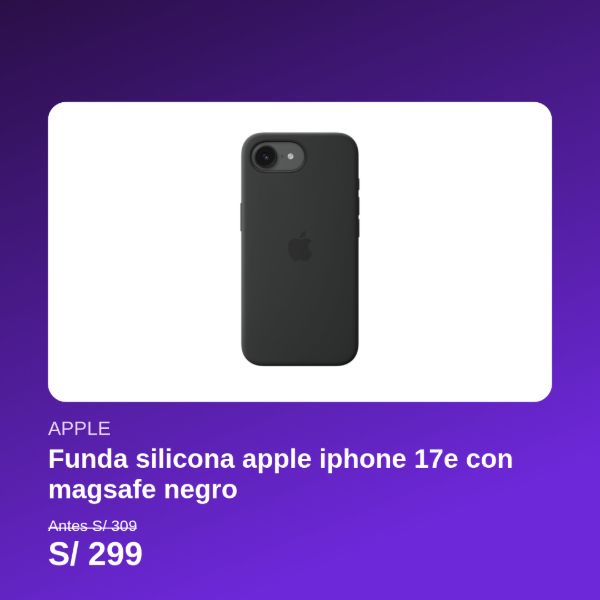 APPLE
Funda silicona apple iphone 17e con
magsafe negro
Antes S/ 309
S/ 299